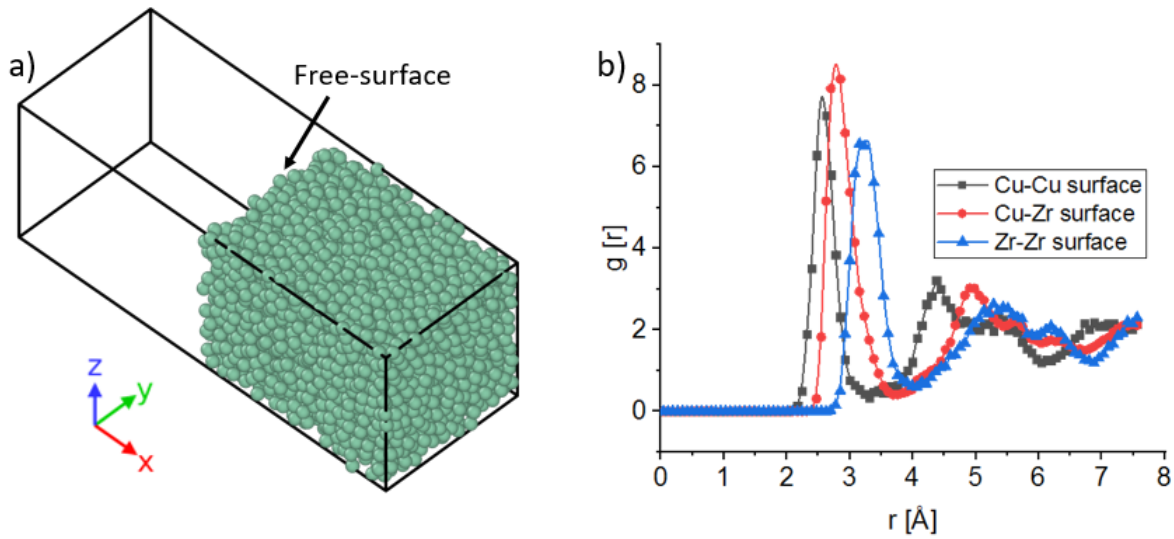 a)
Free-surface
z
y
x
b)
g [r]
8
6
4
2
0
Cu-Cu surface
Cu-Zr surface
Zr-Zr surface
0 1 2 3 4 5 6 7 8
r [Å]